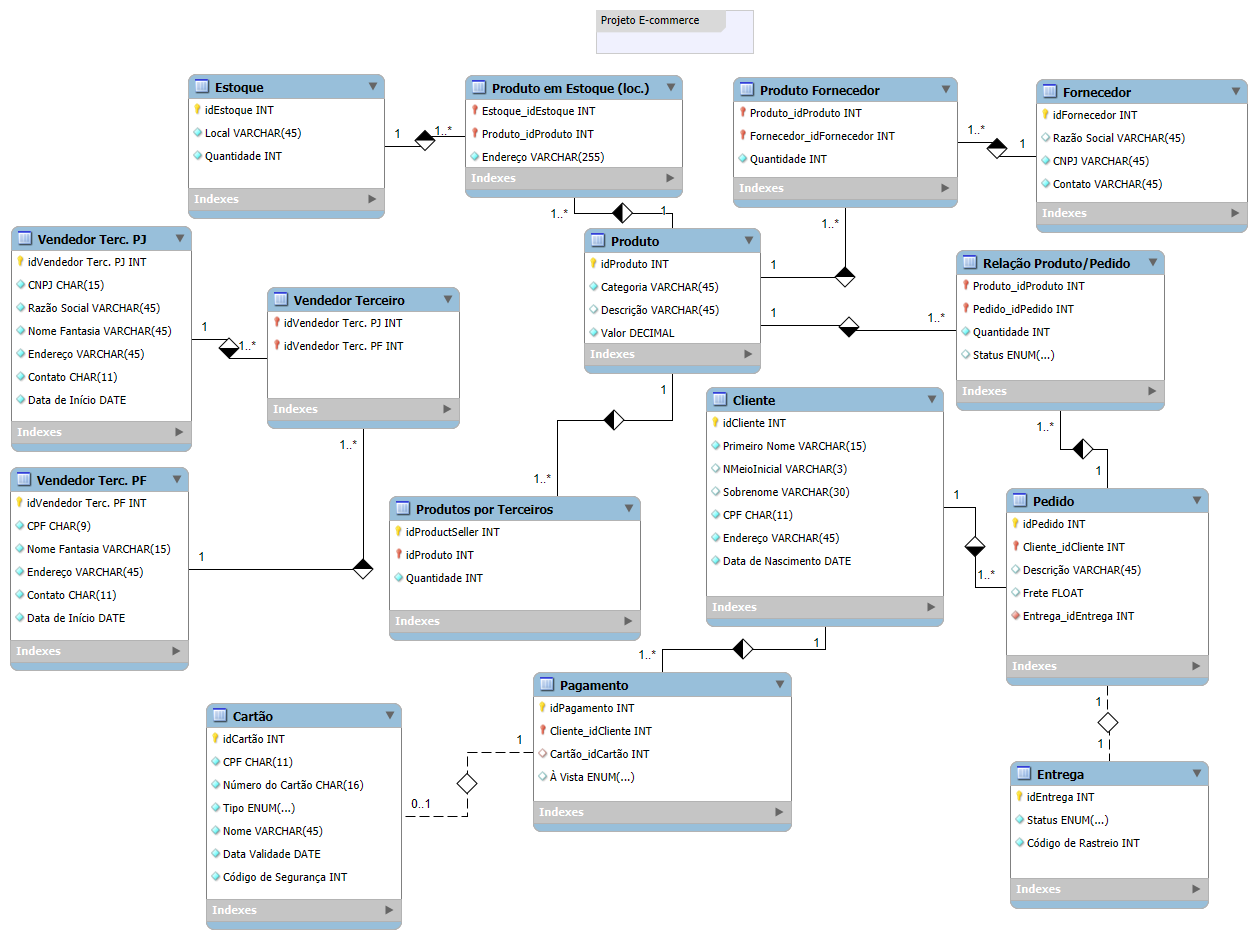 Projeto E-commerce
Estoque
idEstoque INT
Local VARCHAR(45)
Quantidade INT
Indexes
1
1..*
Produto em Estoque (loc.)
Estoque_idEstoque INT
Produto_idProduto INT
Endereço VARCHAR(255)
Indexes
1..*
1
Produto Fornecedor
Produto_idProduto INT
Fornecedor_idFornecedor INT
Quantidade INT
Indexes
1..*
1..*
1
Fornecedor
idFornecedor INT
Razão Social VARCHAR(45)
CNPJ VARCHAR(45)
Contato VARCHAR(45)
Indexes
Vendedor Terc. PJ
idVendedor Terc. PJ INT
CNPJ CHAR(15)
Razão Social VARCHAR(45)
Nome Fantasia VARCHAR(45)
Endereço VARCHAR(45)
Contato CHAR(11)
Data de Início DATE
Indexes
1
1..*
Vendedor Terceiro
idVendedor Terc. PJ INT
idVendedor Terc. PF INT
Indexes
1..*
Produto
idProduto INT
Categoria VARCHAR(45)
Descrição VARCHAR(45)
Valor DECIMAL
Indexes
1
1
1..*
1
Relação Produto/Pedido
Produto_idProduto INT
Pedido_idPedido INT
Quantidade INT
Status ENUM(...)
Indexes
1..*
1
Vendedor Terc. PF
idVendedor Terc. PF INT
CPF CHAR(9)
Nome Fantasia VARCHAR(15)
Endereço VARCHAR(45)
Contato CHAR(11)
Data de Início DATE
Indexes
1
1..*
Produtos por Terceiros
idProductSeller INT
idProduto INT
Quantidade INT
Indexes
Cliente
idCliente INT
Primeiro Nome VARCHAR(15)
NMeioInicial VARCHAR(3)
Sobrenome VARCHAR(30)
CPF CHAR(11)
Endereço VARCHAR(45)
Data de Nascimento DATE
Indexes
1
1..*
1
1..*
Pedido
idPedido INT
Cliente_idCliente INT
Descrição VARCHAR(45)
Frete FLOAT
Entrega_idEntrega INT
Indexes
1
1
Pagamento
idPagamento INT
Cliente_idCliente INT
Cartão_idCartão INT
À Vista ENUM(...)
Indexes
1
0..1
Cartão
idCartão INT
CPF CHAR(11)
Número do Cartão CHAR(16)
Tipo ENUM(...)
Nome VARCHAR(45)
Data Validade DATE
Código de Segurança INT
Indexes
Entrega
idEntrega INT
Status ENUM(...)
Código de Rastreio INT
Indexes